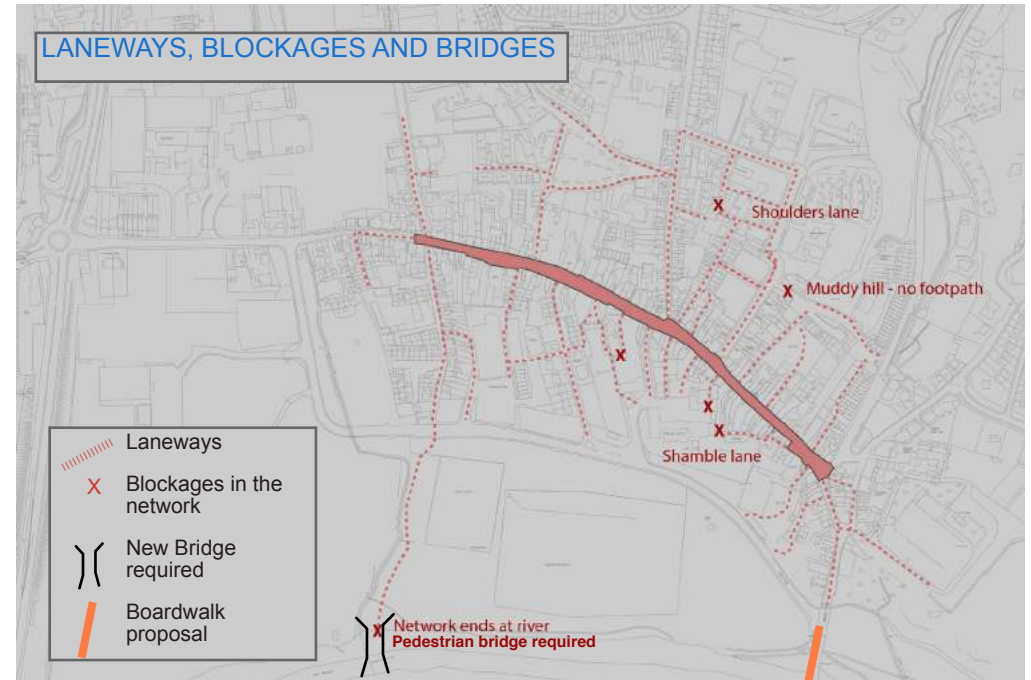 LANEWAYS, BLOCKAGES AND BRIDGES
Shoulders lane
X
Muddy hill - no footpath
X
X
X
X
Shamble lane
Laneways
X Blockages in the
network
New Bridge
required
Boardwalk
proposal
X Network ends at river
Pedestrian bridge required